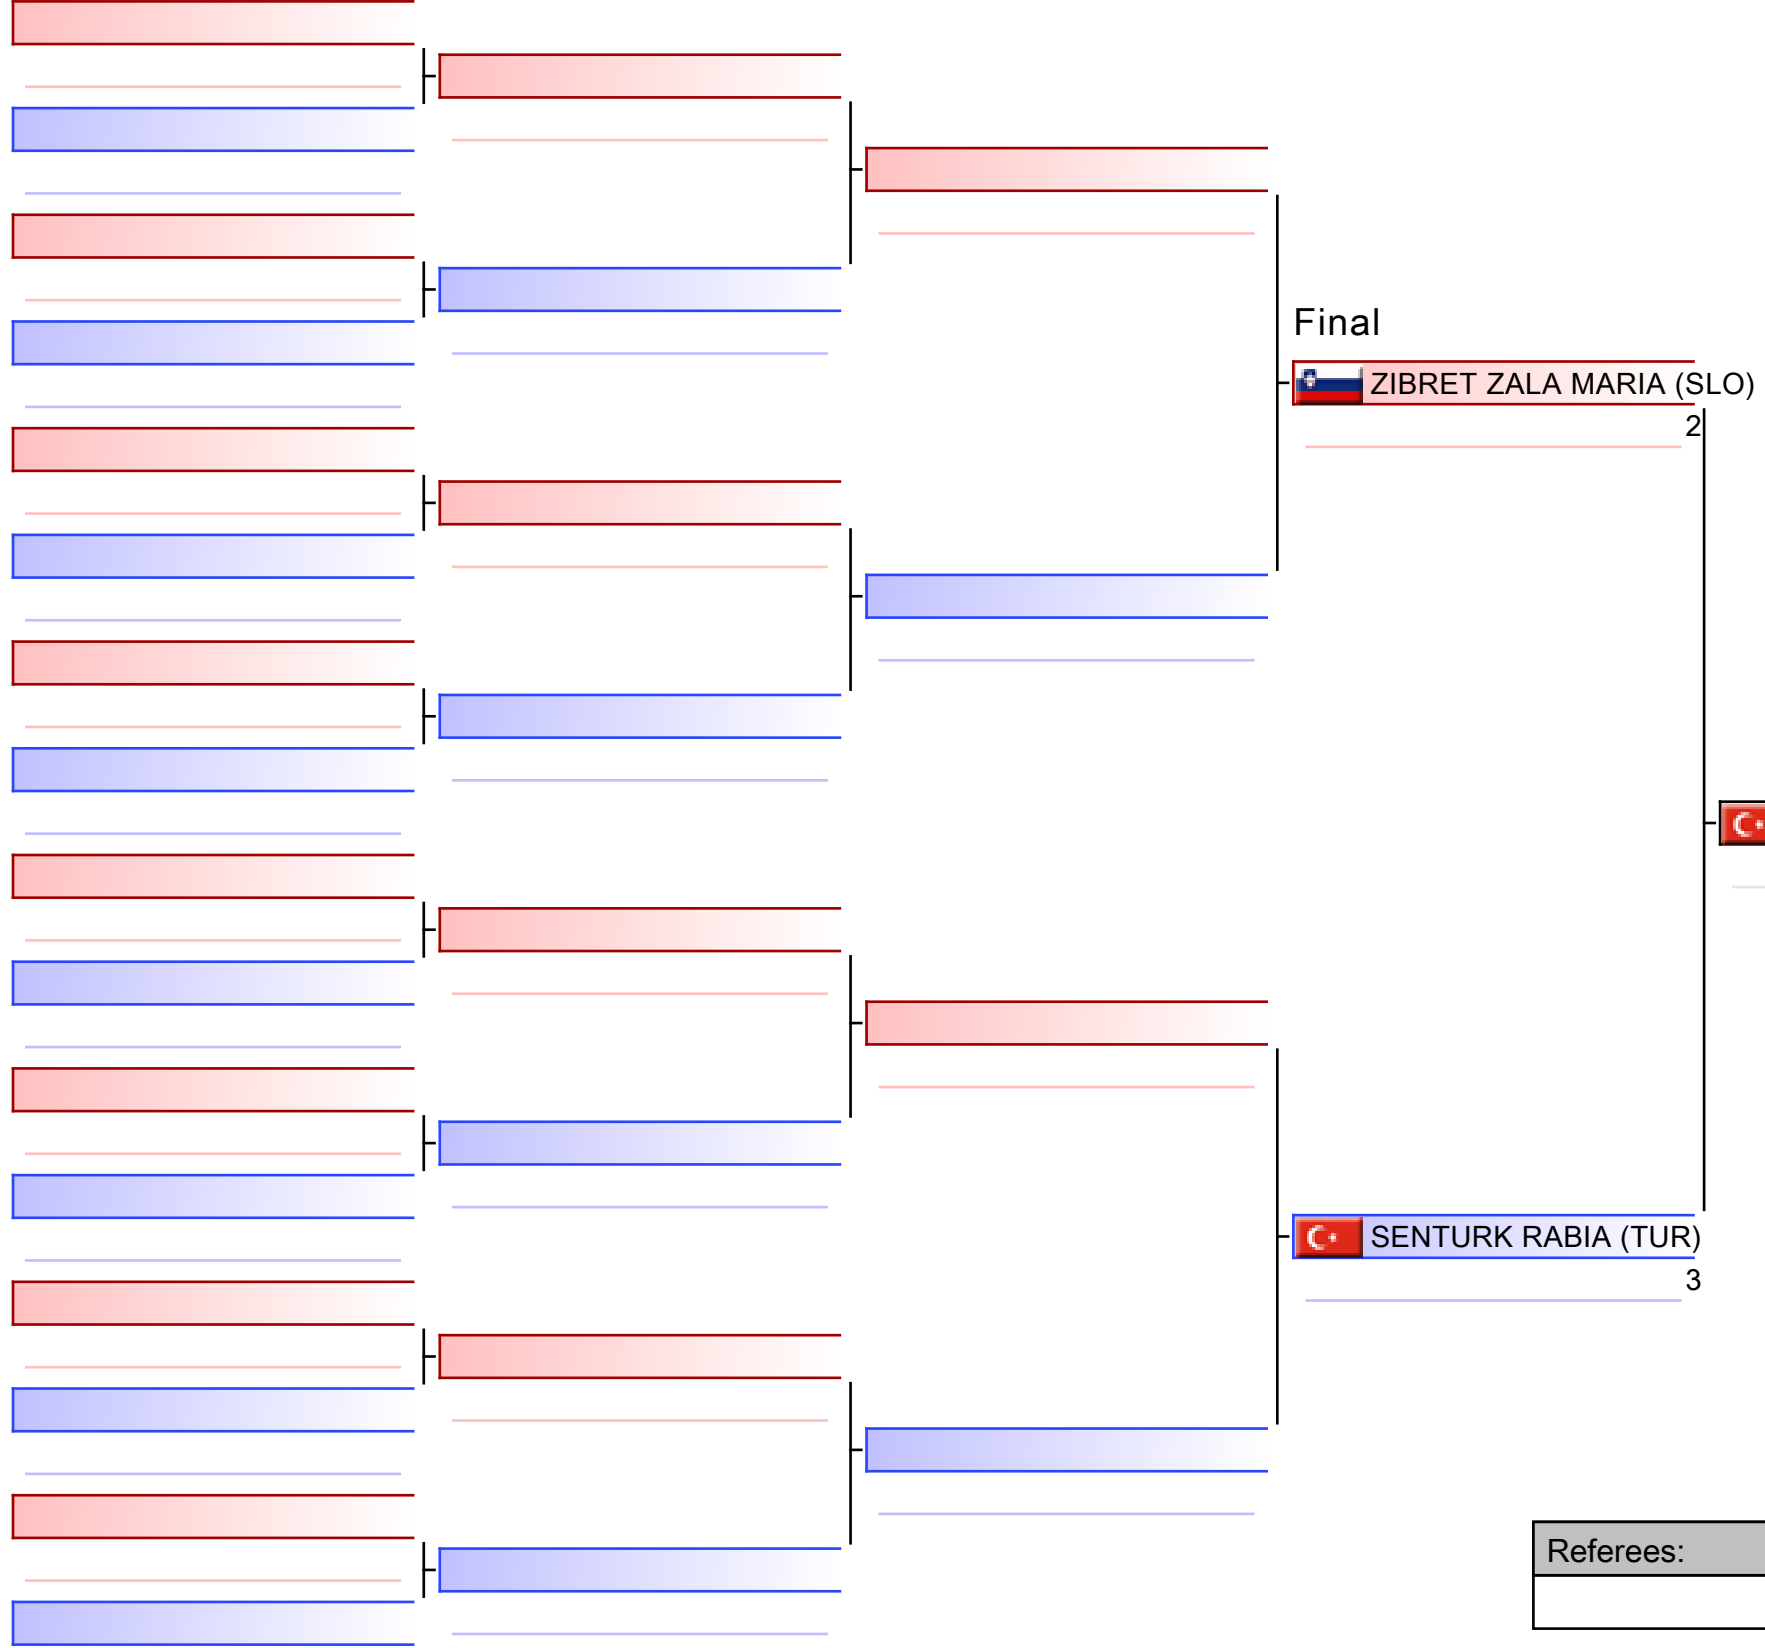 Final
ZIBRET ZALA MARIA (SLO)
2
SENTURK RABIA (TUR)
3
Referees: